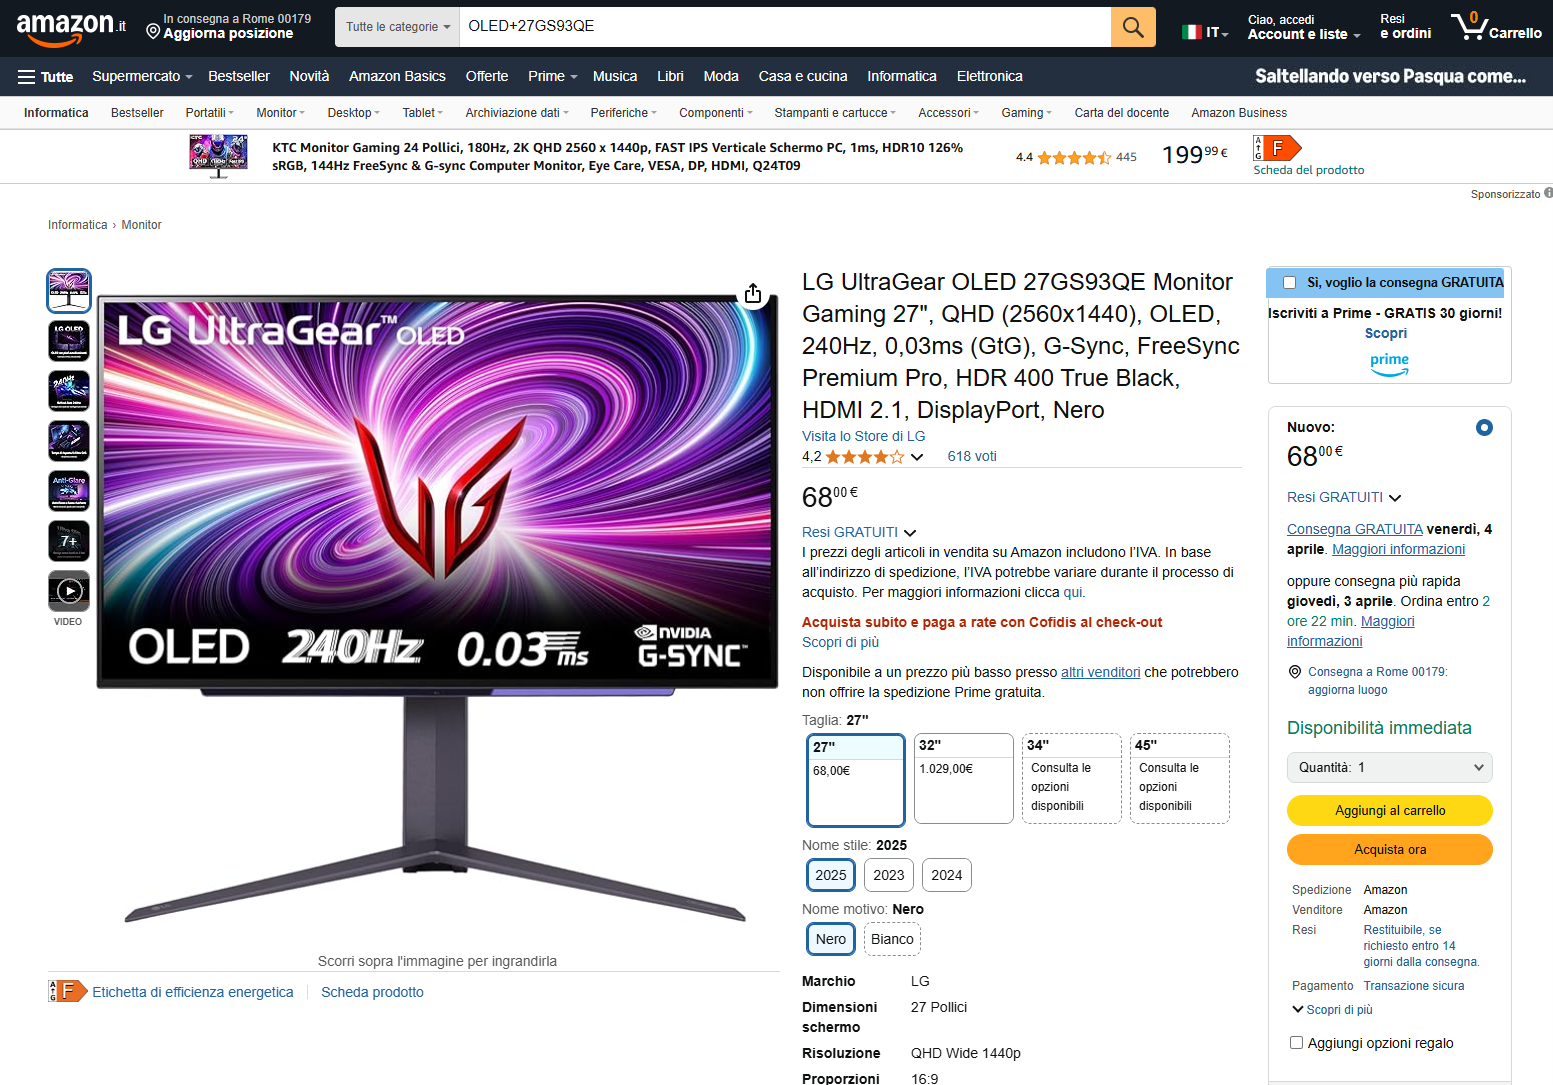 amazon.it
In consegna a Rome 00179
Aggiorna posizione
Tutte le categorie
OLED+27GS93QE
IT
Ciao, accedi
Account e liste
Resi
e ordini
0
Carrello
Tutte
Supermercato
Bestseller
Novità
Amazon Basics
Offerte
Prime
Musica
Libri
Moda
Casa e cucina
Informatica
Elettronica
Saltellando verso Pasqua come...
Informatica
Bestseller
Portatili
Monitor
Desktop
Tablet
Archiviazione dati
Periferiche
Componenti
Stampanti e cartucce
Accessori
Gaming
Carta del docente
Amazon Business
KTC Monitor Gaming 24 Pollici, 180Hz, 2K QHD 2560 x 1440p, FAST IPS Verticale Schermo PC, 1ms, HDR10 126%
sRGB, 144Hz FreeSync & G-sync Computer Monitor, Eye Care, VESA, DP, HDMI, Q24T09
4.4
445
199,99 €
F
Scheda del prodotto
Sponsorizzato
Informatica › Monitor
7+
VIDEO
LG UltraGear™ OLED
OLED
240Hz
0.03ms
NVIDIA
G-SYNC™
Scorri sopra l'immagine per ingrandirla
F
Etichetta di efficienza energetica
Scheda prodotto
LG UltraGear OLED 27GS93QE Monitor
Gaming 27", QHD (2560x1440), OLED,
240Hz, 0,03ms (GtG), G-Sync, FreeSync
Premium Pro, HDR 400 True Black,
HDMI 2.1, DisplayPort, Nero
Visita lo Store di LG
4,2
618 voti
68 00 €
Resi GRATUITI
I prezzi degli articoli in vendita su Amazon includono l'IVA. In base
all'indirizzo di spedizione, l'IVA potrebbe variare durante il processo di
acquisto. Per maggiori informazioni clicca qui.
Acquista subito e paga a rate con Cofidis al check-out
Scopri di più
Disponibile a un prezzo più basso presso altri venditori che potrebbero
non offrire la spedizione Prime gratuita.
Taglia: 27"
27"
68,00€
32"
1.029,00€
34"
Consulta le
opzioni
disponibili
45"
Consulta le
opzioni
disponibili
Nome stile: 2025
2025
2023
2024
Nome motivo: Nero
Nero
Bianco
Marchio LG
Dimensioni
schermo
27 Pollici
Risoluzione QHD Wide 1440p
Proporzioni 16:9
Sì, voglio la consegna GRATUITA
Iscriviti a Prime - GRATIS 30 giorni!
Scopri
prime
Nuovo:
68 00 €
Resi GRATUITI
Consegna GRATUITA venerdì, 4
aprile. Maggiori informazioni
oppure consegna più rapida
giovedì, 3 aprile. Ordina entro 2
ore 22 min. Maggiori
informazioni
Consegna a Rome 00179:
aggiorna luogo
Disponibilità immediata
Quantità: 1
Aggiungi al carrello
Acquista ora
Spedizione Amazon
Venditore Amazon
Resi Restituibile, se
richiesto entro 14
giorni dalla consegna.
Pagamento Transazione sicura
Scopri di più
Aggiungi opzioni regalo